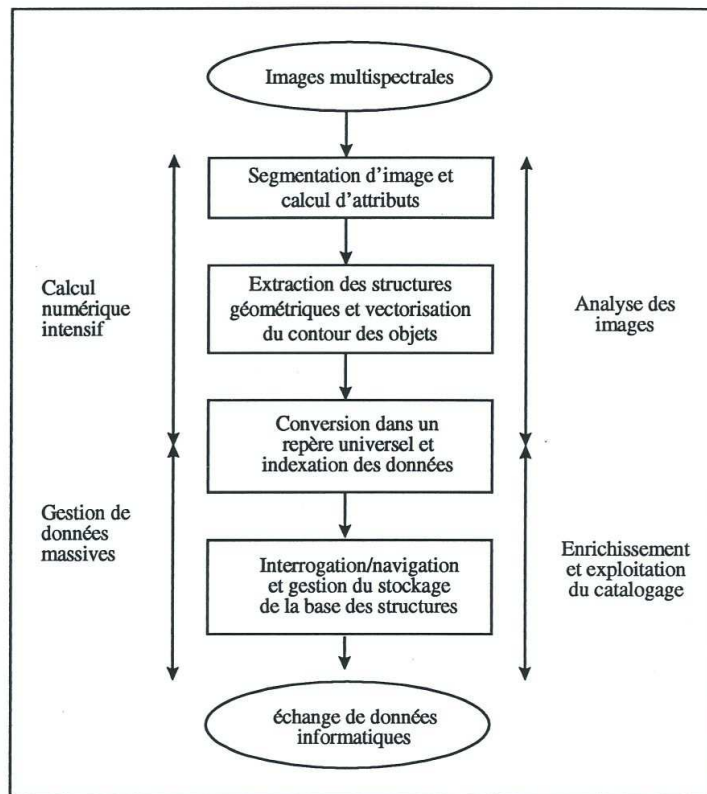 Images multispectrales
Segmentation d'image et
calcul d'attributs
Extraction des structures
géométriques et vectorisation
du contour des objets
Calcul
numérique
intensif
Analyse des
images
Conversion dans un
repère universel et
indexation des données
Gestion de
données
massives
Interrogation/navigation
et gestion du stockage
de la base des structures
Enrichissement
et exploitation
du catalogage
échange de données
informatiques